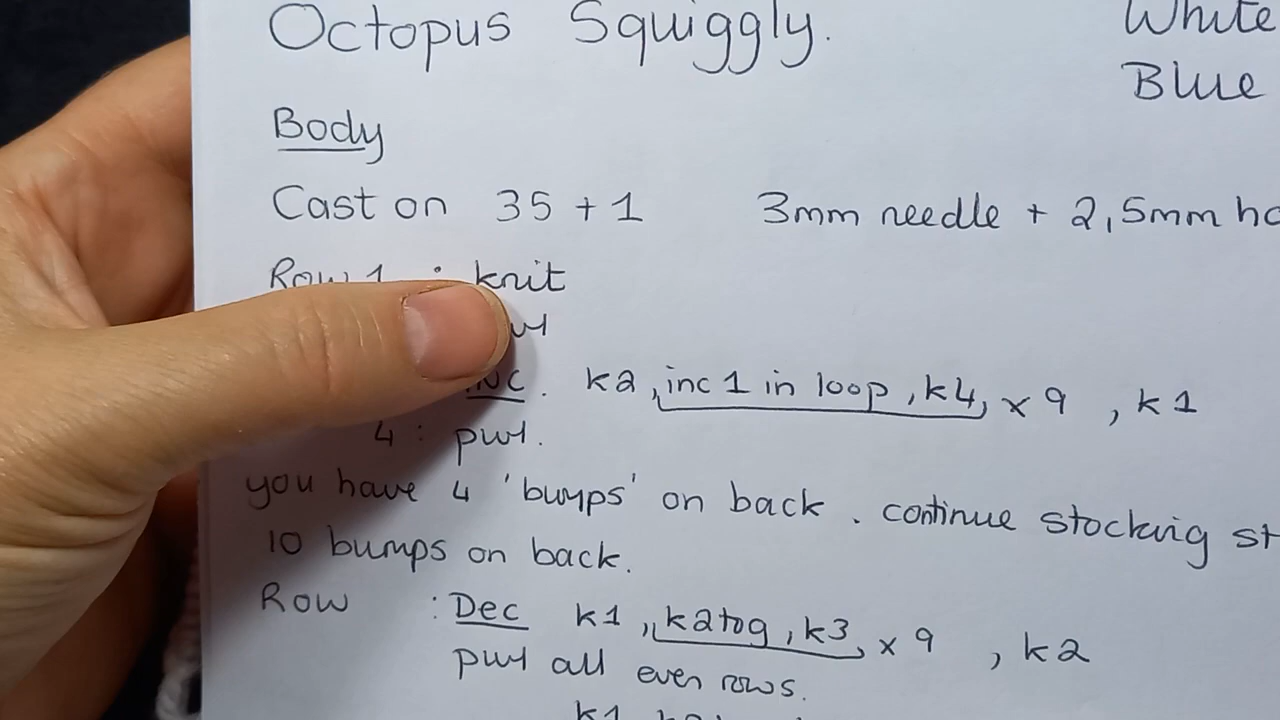 Octopus Squiggly.
White
Blue
Body
Cast on 35 + 1
3mm needle + 2,5mm
Row 1 : knit
k2, inc 1 in loop, k4, x 9 , k1
4 : purl.
you have 4 'bumps' on back. continue stocking
10 bumps on back.
Row : Dec k1, k2tog, k3, x 9 , k2
purl all even rows.
k1